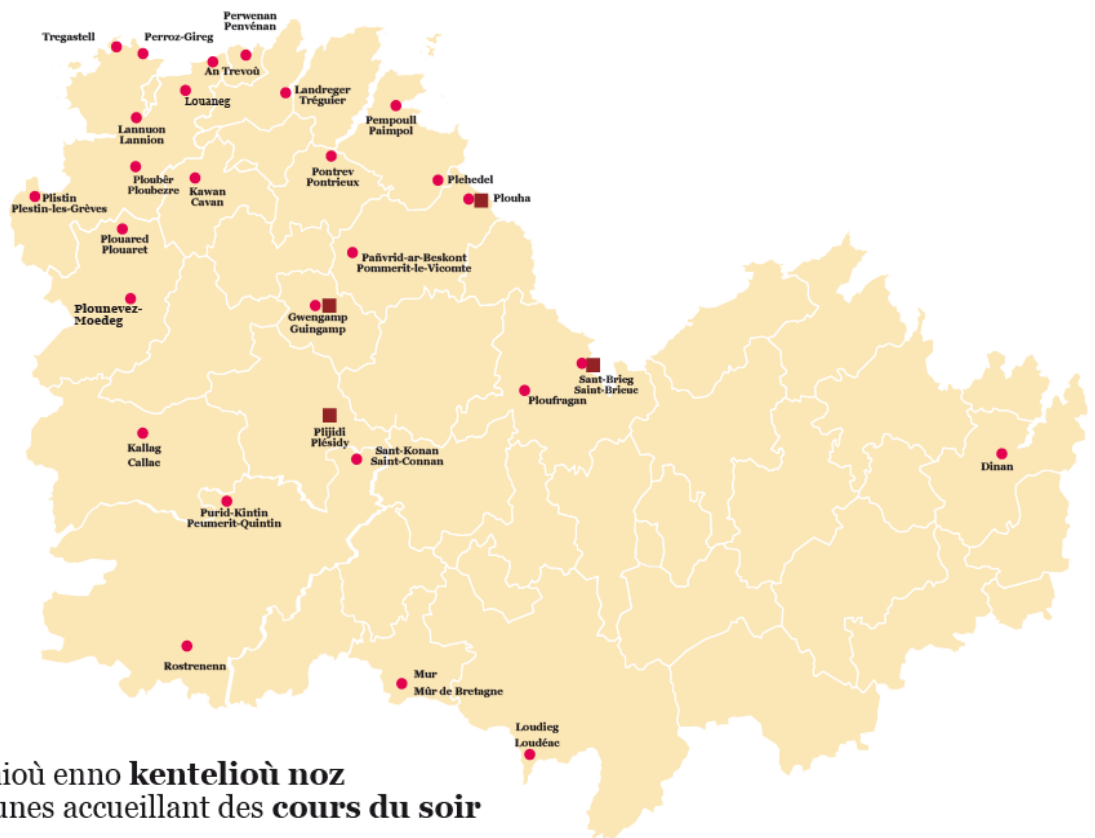 Perwenan
Penvénan
Tregastell
Perroz-Gireg
An Trevoù
Louaneg
Landreger
Tréguier
Pempoull
Paimpol
Lannuon
Lannion
Pontrev
Pontrieux
Ploubêr
Ploubezre
Kawan
Cavan
Plehedel
Plouha
Plistin
Plestin-les-Grèves
Plouared
Plouaret
Pañvrid-ar-Beskont
Pommerit-le-Vicomte
Plounevez-
Moedeg
Gwengamp
Guingamp
Sant-Brieg
Saint-Brieuc
Ploufragan
Plijidi
Plésidy
Kallag
Callac
Sant-Konan
Saint-Connan
Dinan
Purid-Kintin
Peumerit-Quintin
Rostrenenn
Mur
Mûr de Bretagne
Loudieg
Loudéac
ioù enno kentelioù noz
unes accueillant des cours du soir